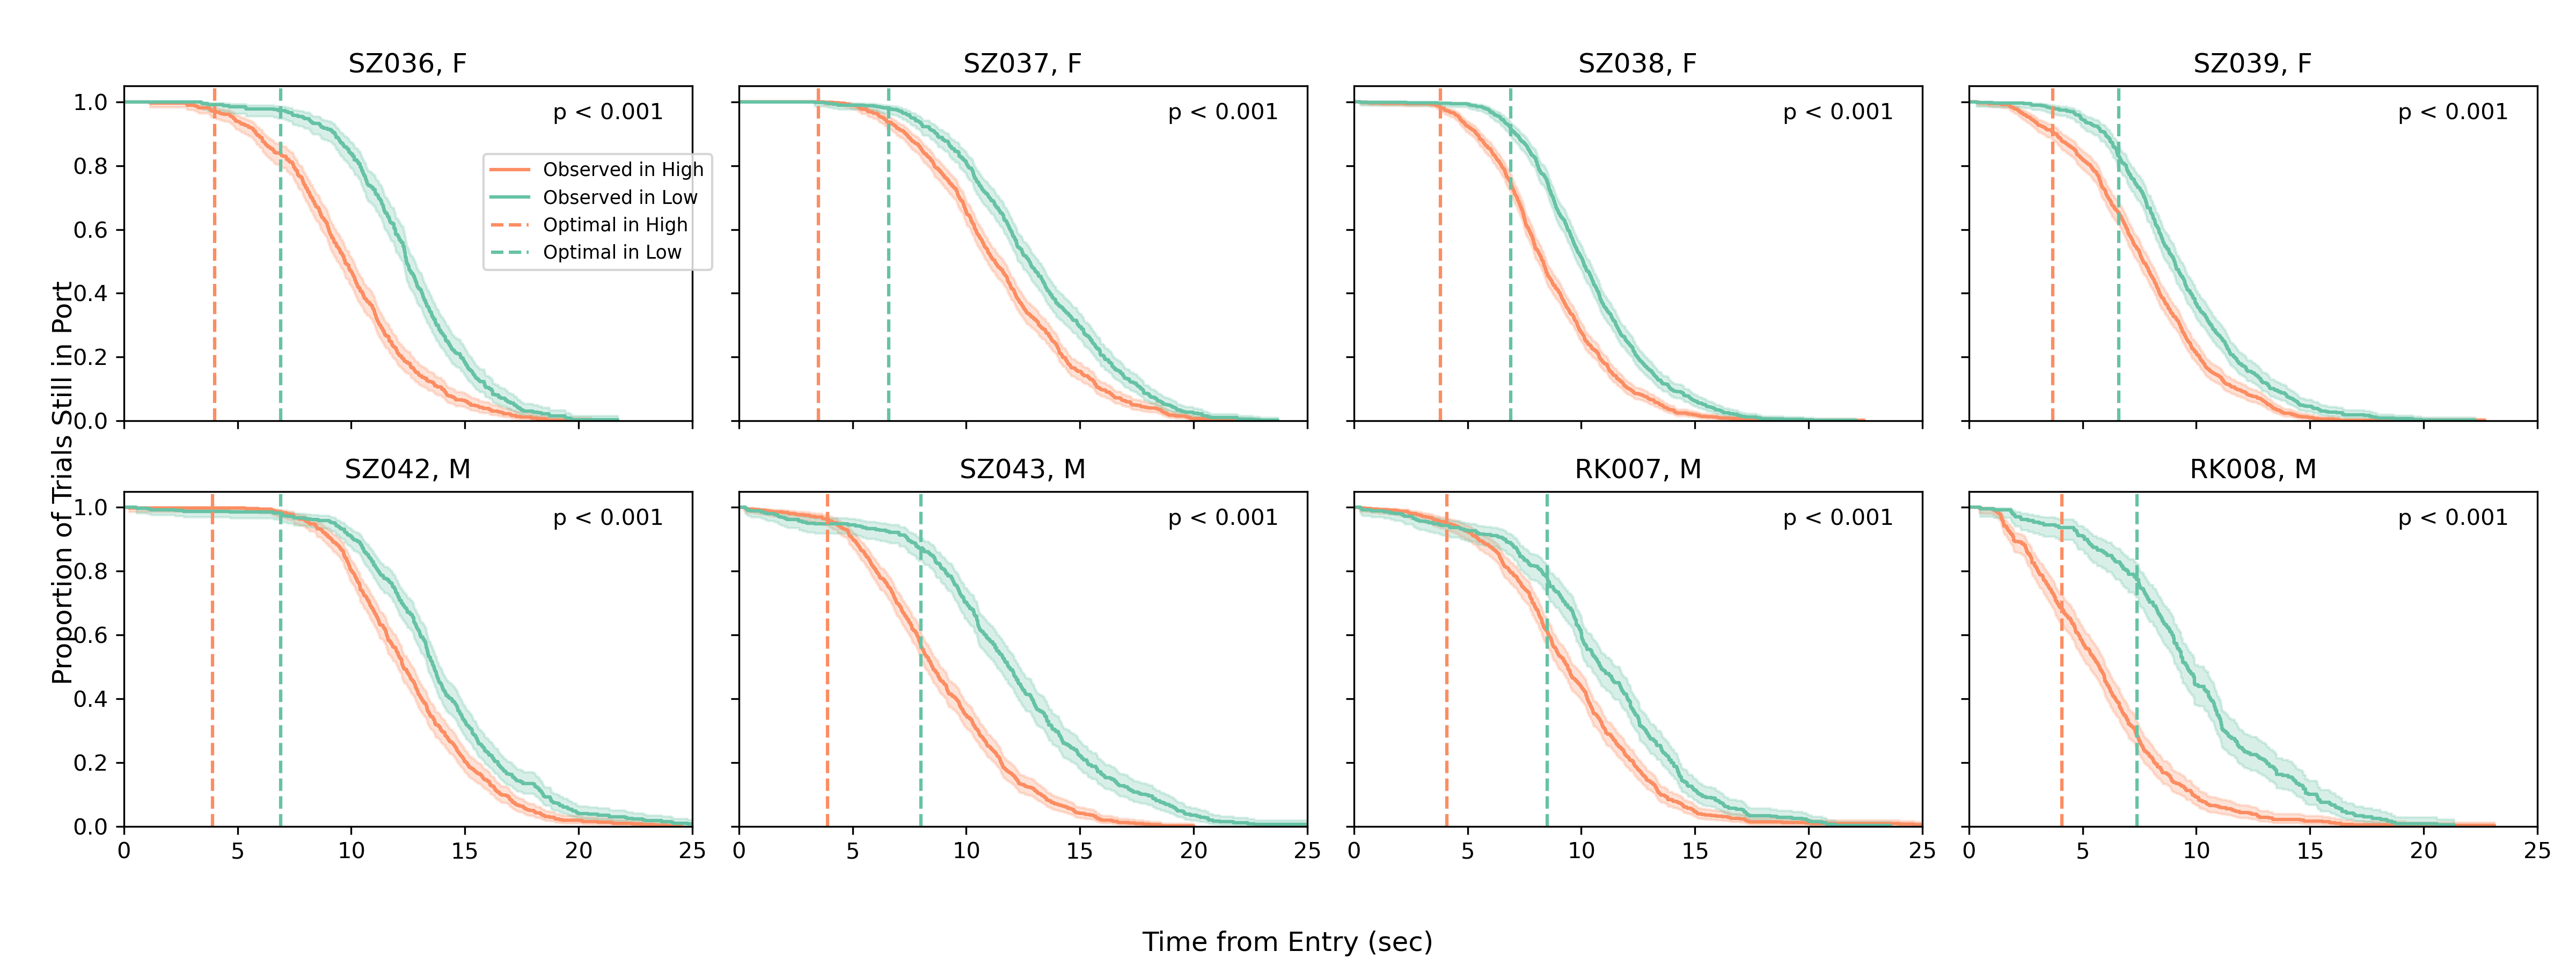 SZ036, F
SZ037, F
SZ038, F
SZ039, F
p < 0.001
p < 0.001
p < 0.001
p < 0.001
Observed in High
Observed in Low
Optimal in High
Optimal in Low
1.0
0.8
0.6
0.4
0.2
0.0
Proportion of Trials Still in Port
SZ042, M
SZ043, M
RK007, M
RK008, M
p < 0.001
p < 0.001
p < 0.001
p < 0.001
1.0
0.8
0.6
0.4
0.2
0.0
0 5 10 15 20 25
0 5 10 15 20 25
0 5 10 15 20 25
0 5 10 15 20 25
Time from Entry (sec)